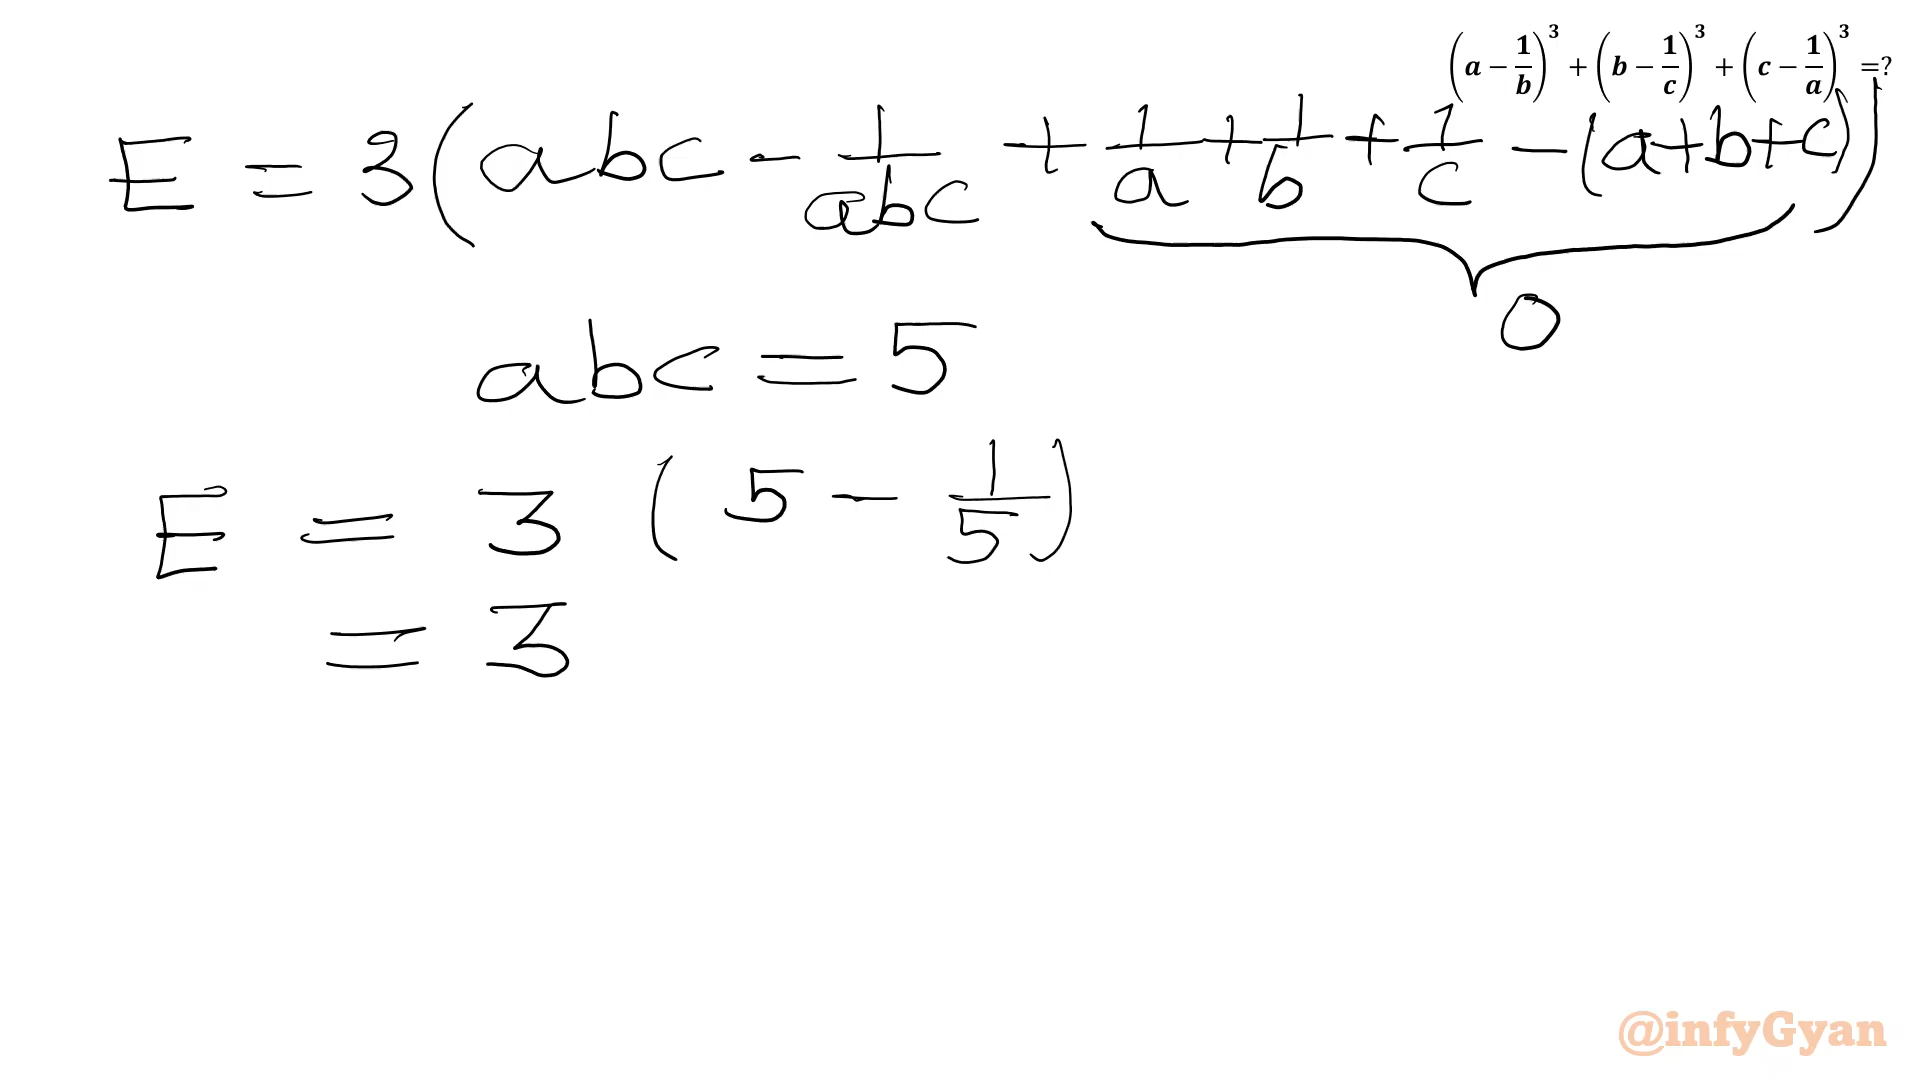 (a − 1/b)³ + (b − 1/c)³ + (c − 1/a)³ =?
E = 3(abc − 1/abc + 1/a + 1/b + 1/c − (a+b+c))
0
abc = 5
E = 3 (5 − 1/5)
= 3
@infyGyan